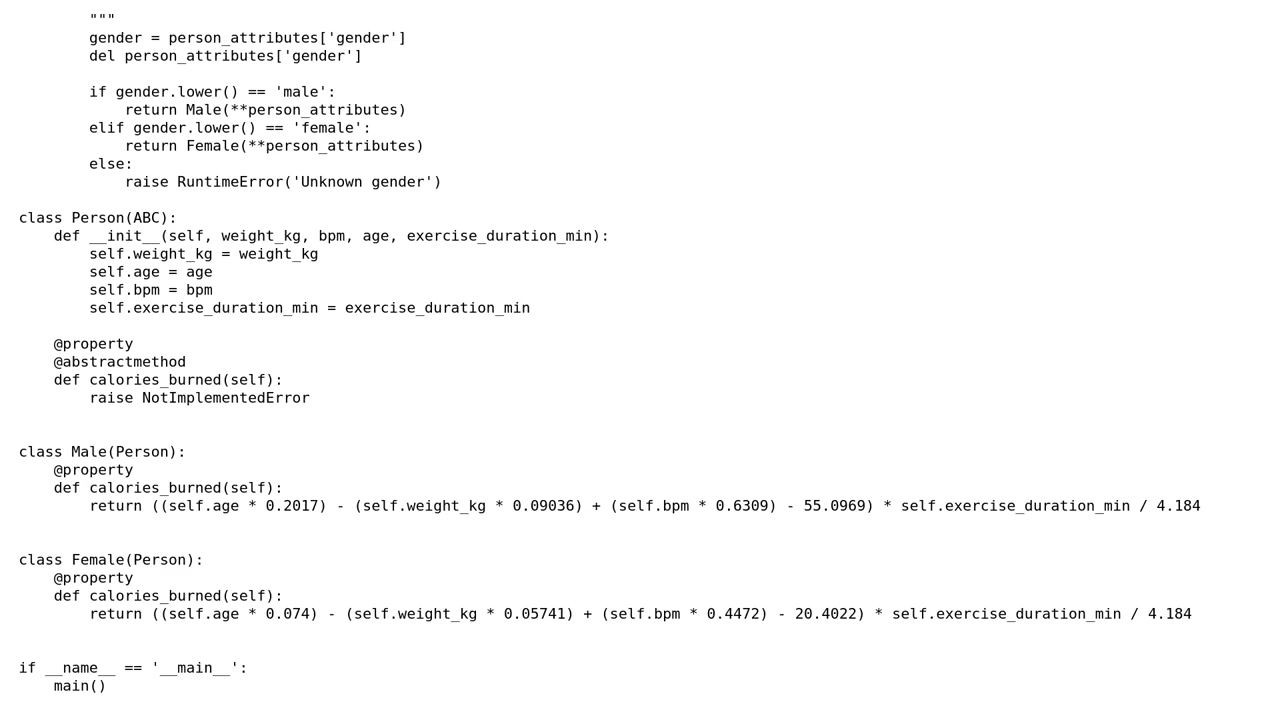 """
        gender = person_attributes['gender']
        del person_attributes['gender']

        if gender.lower() == 'male':
            return Male(**person_attributes)
        elif gender.lower() == 'female':
            return Female(**person_attributes)
        else:
            raise RuntimeError('Unknown gender')

class Person(ABC):
    def __init__(self, weight_kg, bpm, age, exercise_duration_min):
        self.weight_kg = weight_kg
        self.age = age
        self.bpm = bpm
        self.exercise_duration_min = exercise_duration_min

    @property
    @abstractmethod
    def calories_burned(self):
        raise NotImplementedError


class Male(Person):
    @property
    def calories_burned(self):
        return ((self.age * 0.2017) - (self.weight_kg * 0.09036) + (self.bpm * 0.6309) - 55.0969) * self.exercise_duration_min / 4.184


class Female(Person):
    @property
    def calories_burned(self):
        return ((self.age * 0.074) - (self.weight_kg * 0.05741) + (self.bpm * 0.4472) - 20.4022) * self.exercise_duration_min / 4.184


if __name__ == '__main__':
    main()